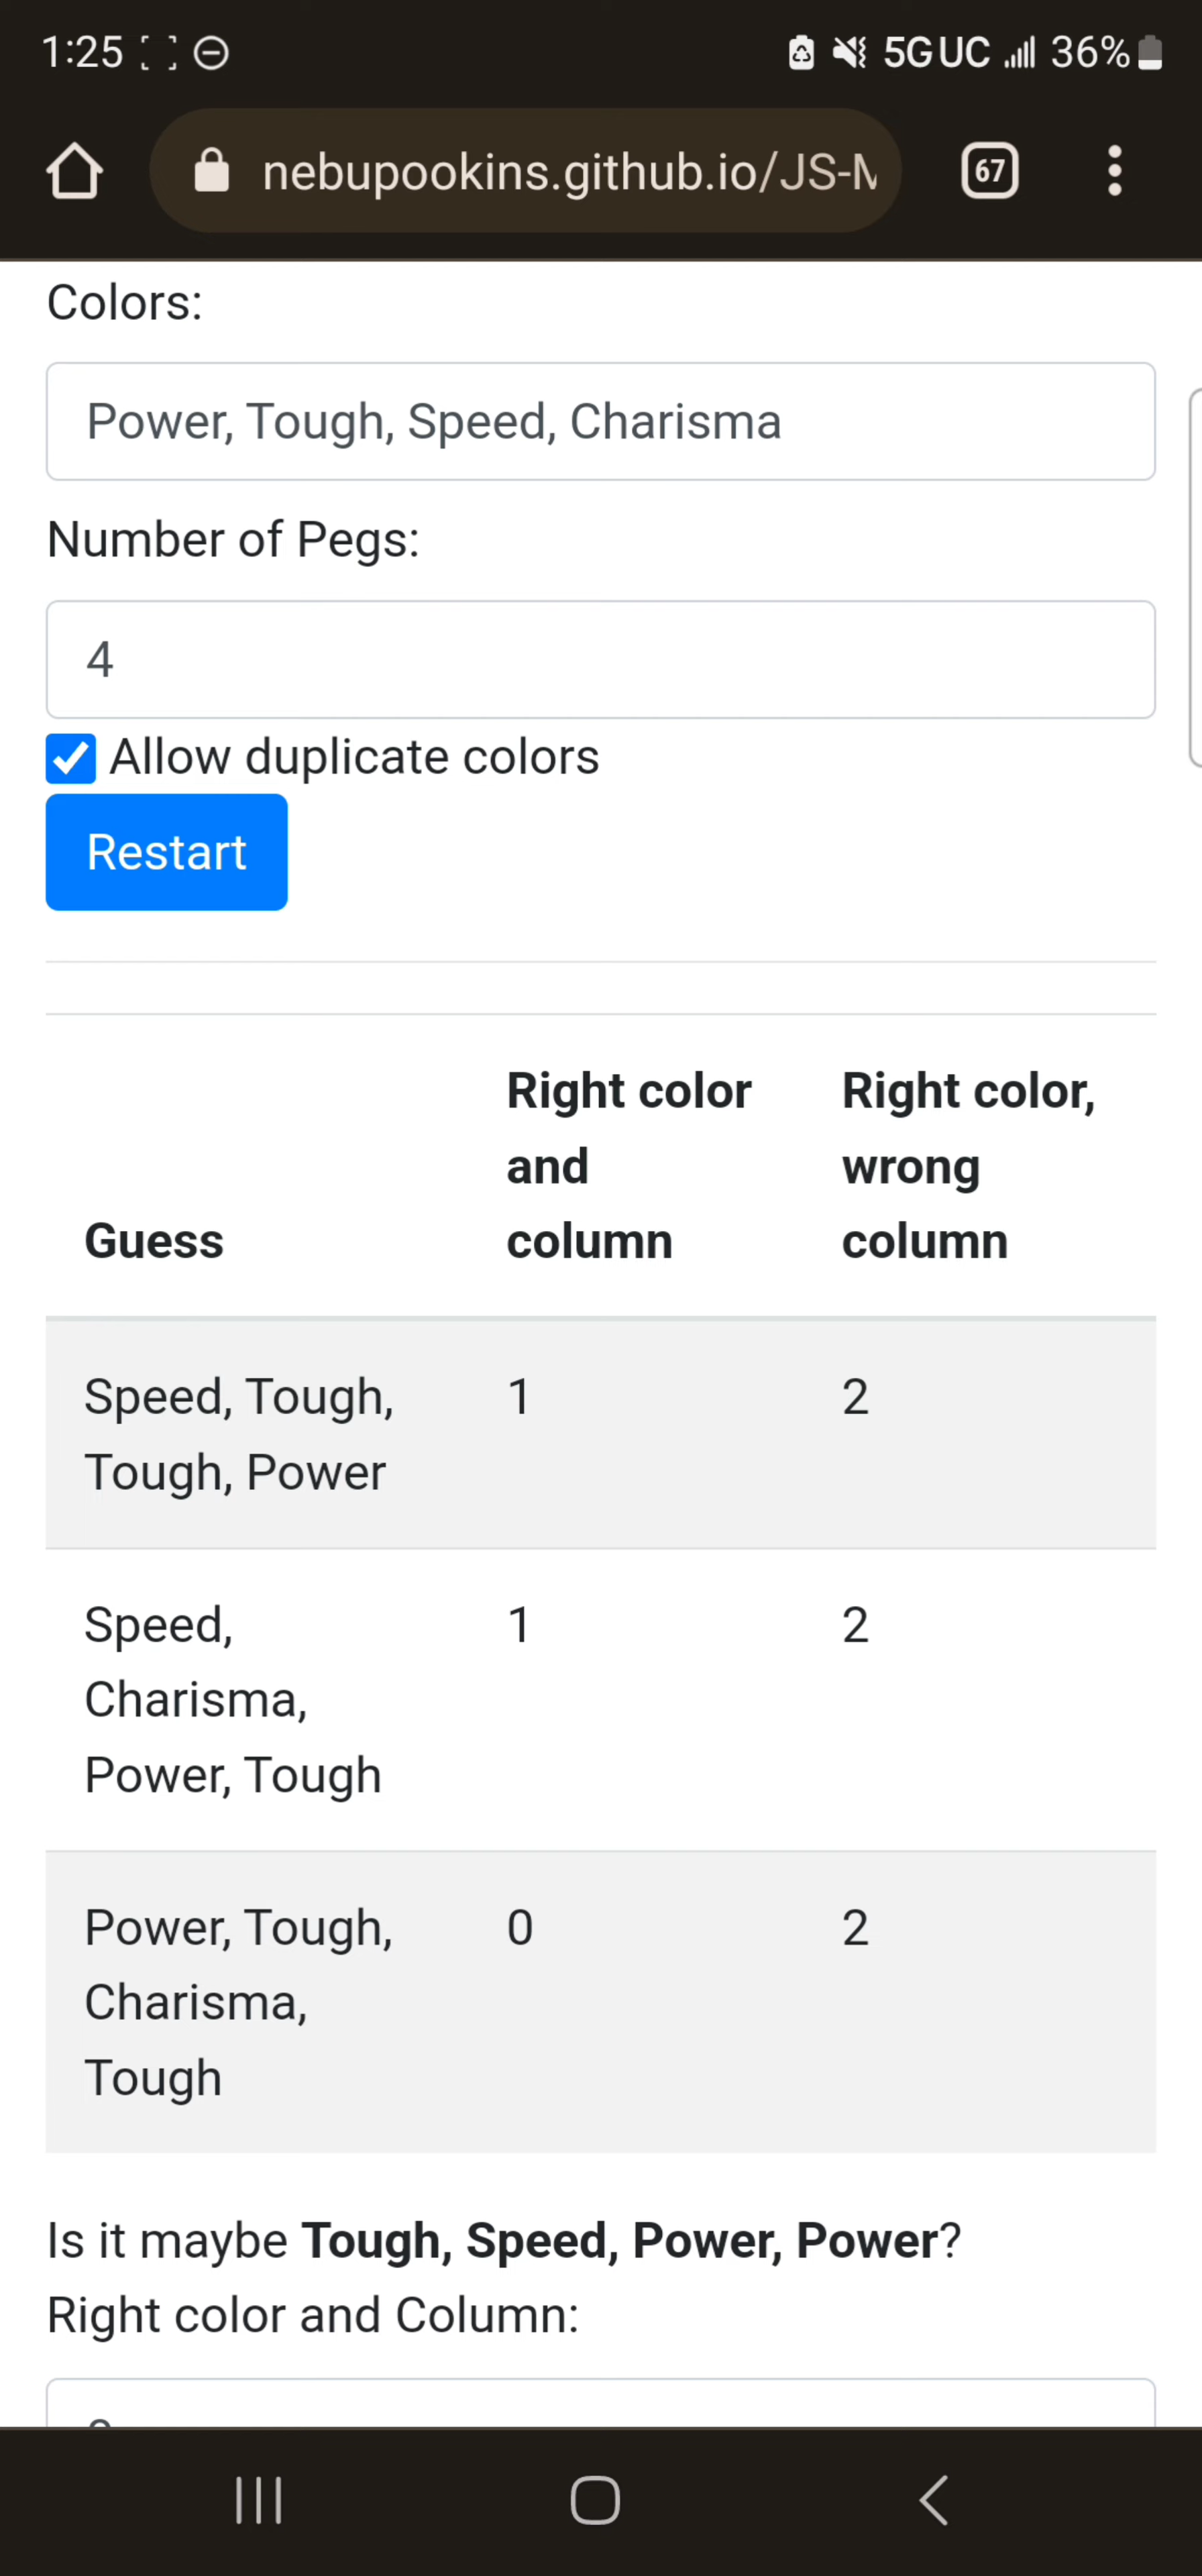 1:25
5G UC 36%
nebupookins.github.io/JS-M
67
Colors:
Power, Tough, Speed, Charisma
Number of Pegs:
4
Allow duplicate colors
Restart
Guess
Right color and column
Right color, wrong column
Speed, Tough,
Tough, Power
1
2
Speed,
Charisma,
Power, Tough
1
2
Power, Tough,
Charisma,
Tough
0
2
Is it maybe Tough, Speed, Power, Power?
Right color and Column: